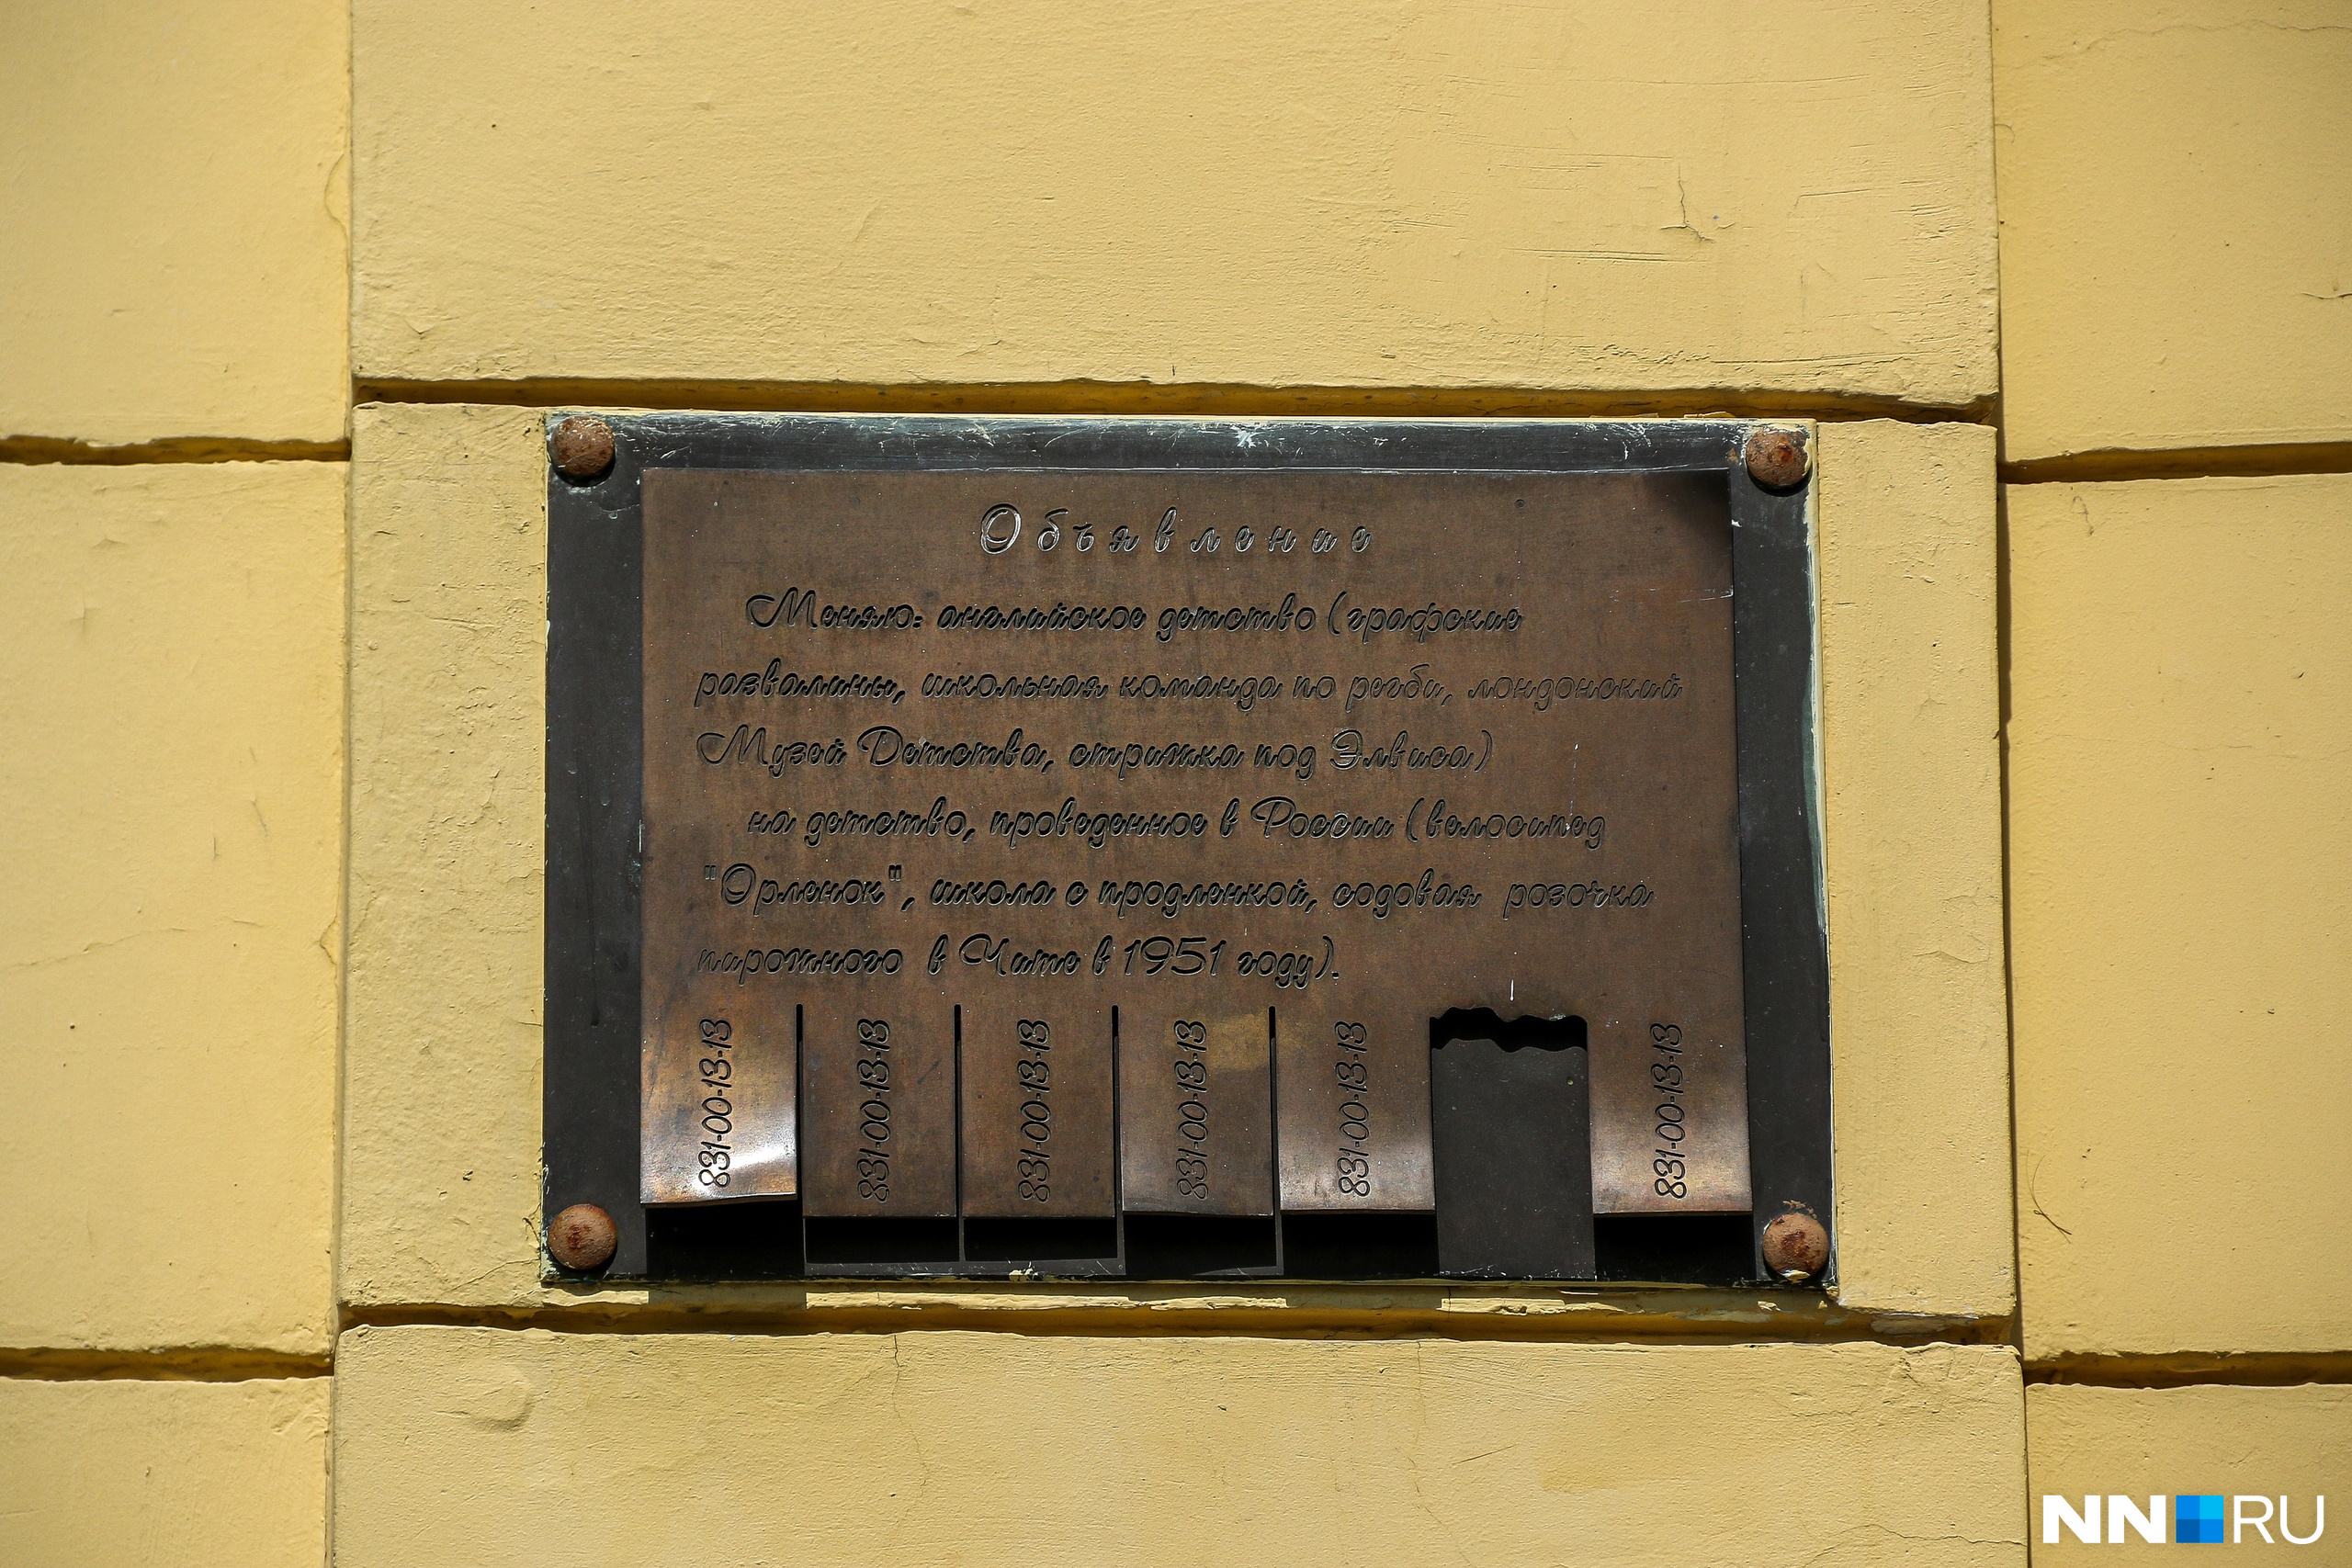 Объявление
Меняю: английское детство (графские
развалины, школьная команда по регби, лондонский
Музей Детства, стрижка под Элвиса)
на детство, проведенное в России (велосипед
"Орленок", школа с продленкой, содовая розочка
пирожного в Чите в 1951 году).
831-00-13-13
831-00-13-13
831-00-13-13
831-00-13-13
831-00-13-13
831-00-13-13
NN RU